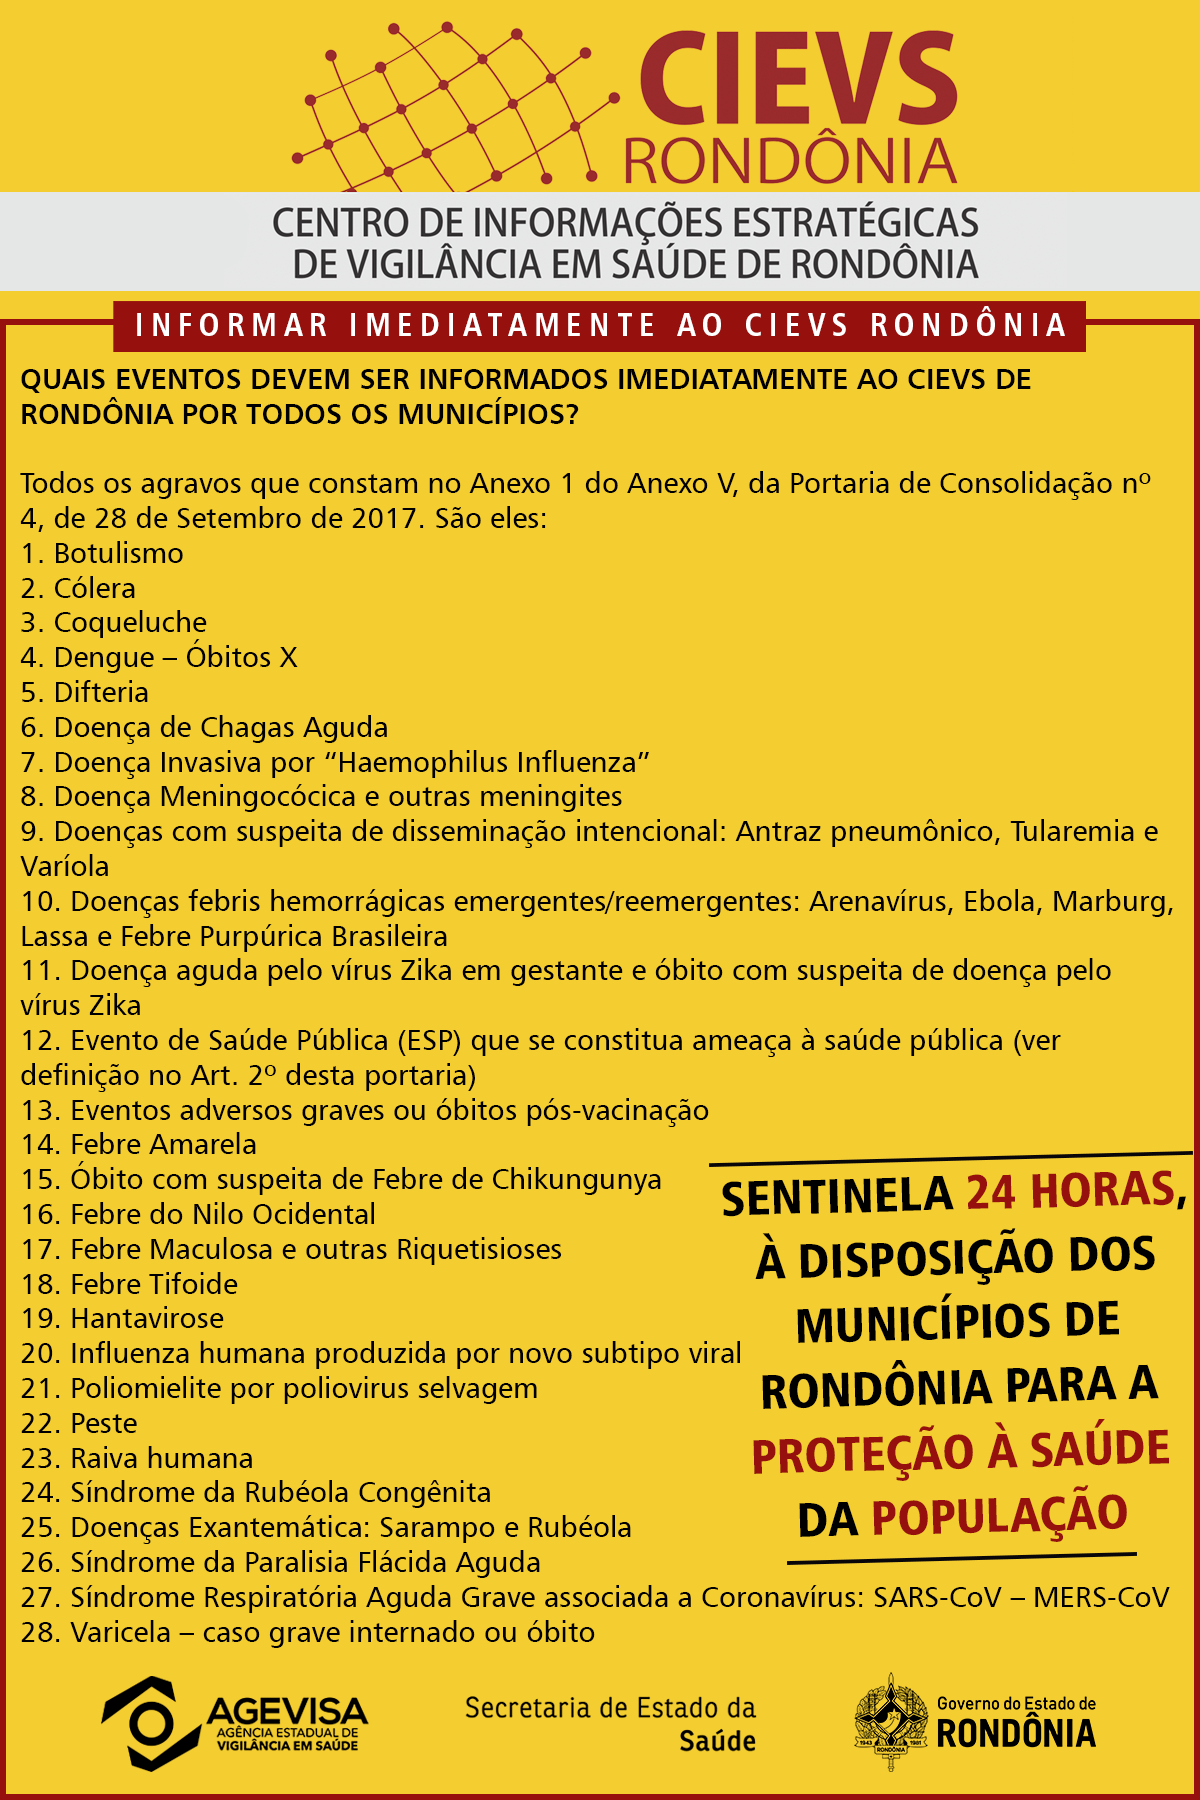 CIEVS
RONDÔNIA
CENTRO DE INFORMAÇÕES ESTRATÉGICAS
DE VIGILÂNCIA EM SAÚDE DE RONDÔNIA
INFORMAR IMEDIATAMENTE AO CIEVS RONDÔNIA
QUAIS EVENTOS DEVEM SER INFORMADOS IMEDIATAMENTE AO CIEVS DE
RONDÔNIA POR TODOS OS MUNICÍPIOS?
Todos os agravos que constam no Anexo 1 do Anexo V, da Portaria de Consolidação nº
4, de 28 de Setembro de 2017. São eles:
1. Botulismo
2. Cólera
3. Coqueluche
4. Dengue – Óbitos X
5. Difteria
6. Doença de Chagas Aguda
7. Doença Invasiva por “Haemophilus Influenza”
8. Doença Meningocócica e outras meningites
9. Doenças com suspeita de disseminação intencional: Antraz pneumônico, Tularemia e
Varíola
10. Doenças febris hemorrágicas emergentes/reemergentes: Arenavírus, Ebola, Marburg,
Lassa e Febre Purpúrica Brasileira
11. Doença aguda pelo vírus Zika em gestante e óbito com suspeita de doença pelo
vírus Zika
12. Evento de Saúde Pública (ESP) que se constitua ameaça à saúde pública (ver
definição no Art. 2º desta portaria)
13. Eventos adversos graves ou óbitos pós-vacinação
14. Febre Amarela
15. Óbito com suspeita de Febre de Chikungunya
16. Febre do Nilo Ocidental
17. Febre Maculosa e outras Riquetisioses
18. Febre Tifoide
19. Hantavirose
20. Influenza humana produzida por novo subtipo viral
21. Poliomielite por poliovirus selvagem
22. Peste
23. Raiva humana
24. Síndrome da Rubéola Congênita
25. Doenças Exantemática: Sarampo e Rubéola
26. Síndrome da Paralisia Flácida Aguda
27. Síndrome Respiratória Aguda Grave associada a Coronavírus: SARS-CoV – MERS-CoV
28. Varicela – caso grave internado ou óbito
SENTINELA 24 HORAS,
À DISPOSIÇÃO DOS
MUNICÍPIOS DE
RONDÔNIA PARA A
PROTEÇÃO À SAÚDE
DA POPULAÇÃO
AGEVISA
AGÊNCIA ESTADUAL DE
VIGILÂNCIA EM SAÚDE
Secretaria de Estado da
Saúde
1943 1981
RONDÔNIA
Governo do Estado de
RONDÔNIA